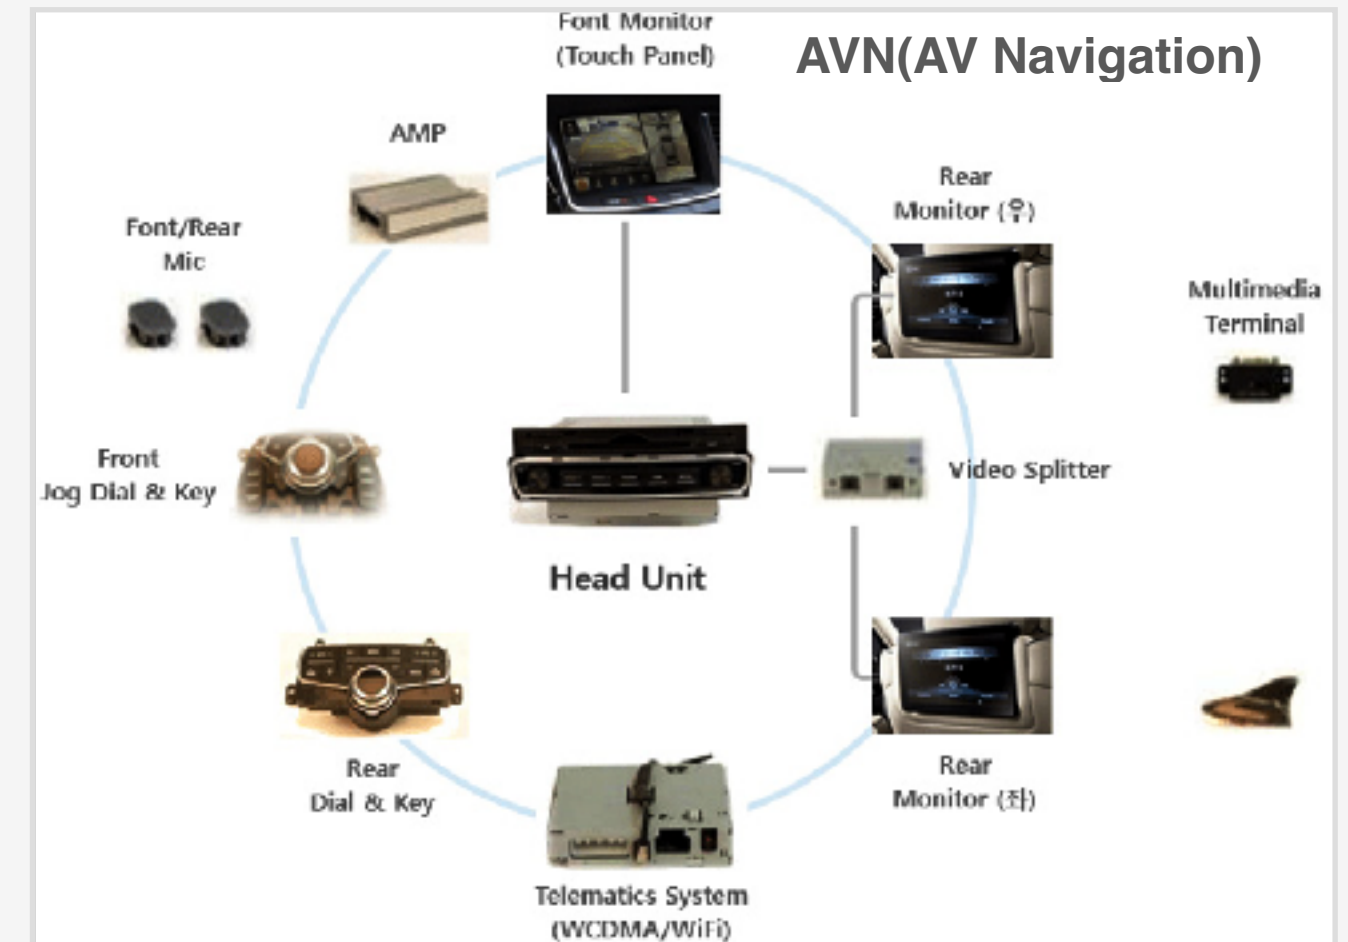 Font Monitor
(Touch Panel)
AVN(AV Navigation)
AMP
Rear
Monitor (우)
Font/Rear
Mic
Multimedia
Terminal
Front
Jog Dial & Key
Video Splitter
Head Unit
Rear
Dial & Key
Rear
Monitor (좌)
Telematics System
(WCDMA/WiFi)